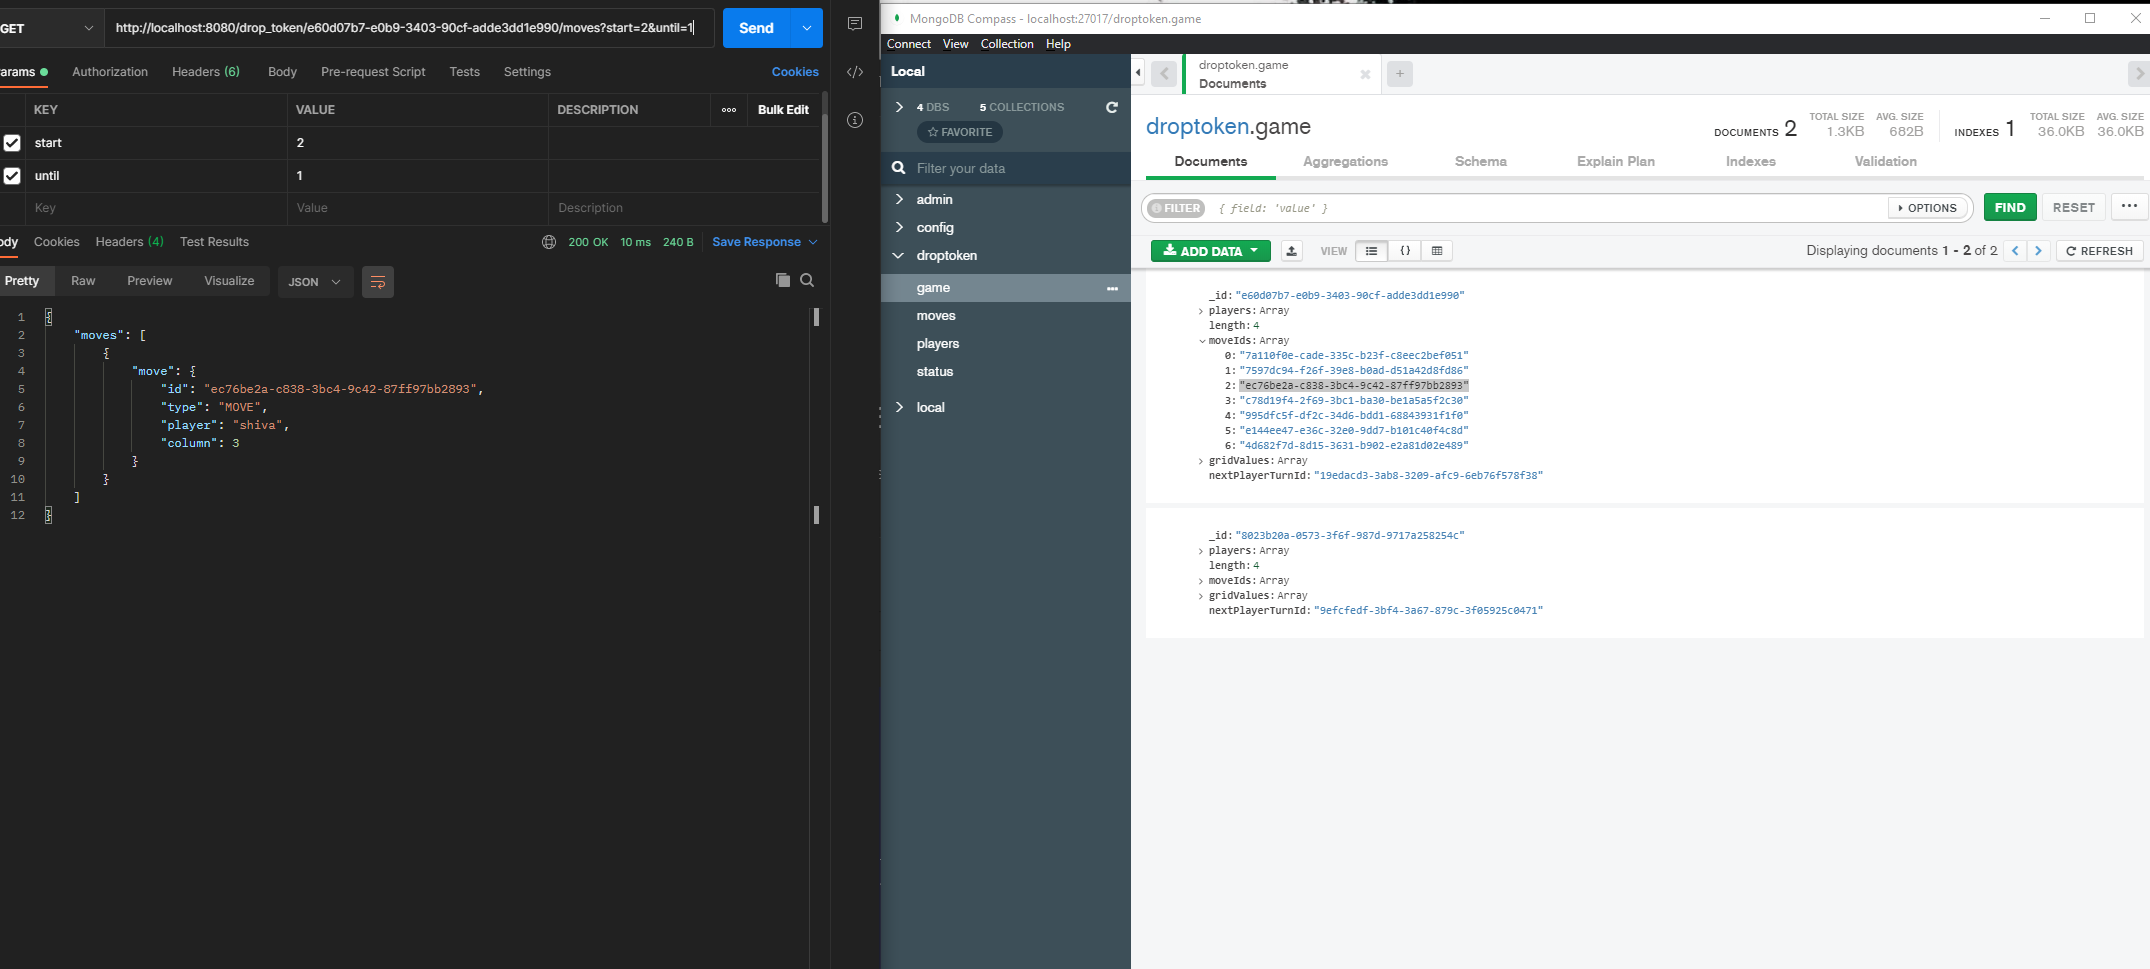 GET
http://localhost:8080/drop_token/e60d07b7-e0b9-3403-90cf-adde3dd1e990/moves?start=2&until=1
Send
arams
Authorization
Headers (6)
Body
Pre-request Script
Tests
Settings
Cookies
KEY
VALUE
DESCRIPTION
Bulk Edit
start
2
until
1
Key
Value
Description
ody
Cookies
Headers (4)
Test Results
200 OK
10 ms
240 B
Save Response
Pretty
Raw
Preview
Visualize
JSON
1 {
2 "moves": [
3 {
4 "move": {
5 "id": "ec76be2a-c838-3bc4-9c42-87ff97bb2893",
6 "type": "MOVE",
7 "player": "shiva",
8 "column": 3
9 }
10 }
11 ]
12 }
MongoDB Compass - localhost:27017/droptoken.game
Connect View Collection Help
Local
4 DBS
5 COLLECTIONS
FAVORITE
Filter your data
admin
config
droptoken
game
moves
players
status
local
droptoken.game
Documents
droptoken.game
DOCUMENTS 2
TOTAL SIZE
1.3KB
AVG. SIZE
682B
INDEXES 1
TOTAL SIZE
36.0KB
AVG. SIZE
36.0KB
Documents
Aggregations
Schema
Explain Plan
Indexes
Validation
FILTER
{ field: 'value' }
OPTIONS
FIND
RESET
ADD DATA
VIEW
{}
Displaying documents 1 - 2 of 2
REFRESH
_id: "e60d07b7-e0b9-3403-90cf-adde3dd1e990"
players: Array
length: 4
moveIds: Array
0: "7a110f0e-cade-335c-b23f-c8eec2bef051"
1: "7597dc94-f26f-39e8-b0ad-d51a42d8fd86"
2: "ec76be2a-c838-3bc4-9c42-87ff97bb2893"
3: "c78d19f4-2f69-3bc1-ba30-be1a5a5f2c30"
4: "995dfc5f-df2c-34d6-bdd1-68843931f1f0"
5: "e144ee47-e36c-32e0-9dd7-b101c40f4c8d"
6: "4d682f7d-8d15-3631-b902-e2a81d02e489"
gridValues: Array
nextPlayerTurnId: "19edacd3-3ab8-3209-afc9-6eb76f578f38"
_id: "8023b20a-0573-3f6f-987d-9717a258254c"
players: Array
length: 4
moveIds: Array
gridValues: Array
nextPlayerTurnId: "9efcfedf-3bf4-3a67-879c-3f05925c0471"